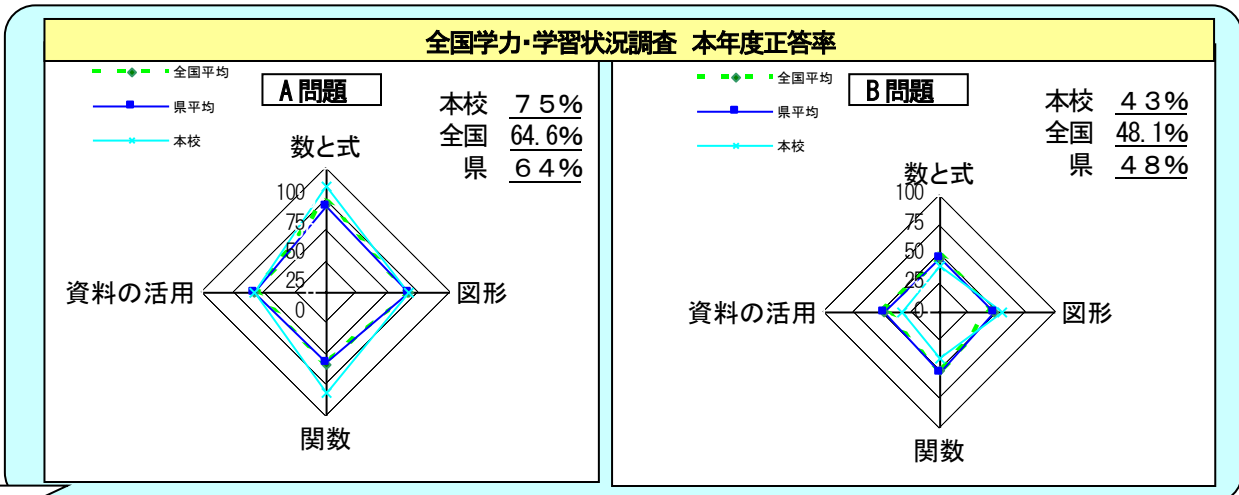 全国学力・学習状況調査 本年度正答率
全国平均
県平均
本校
A問題
本校 75%
全国 64.6%
県 64%
数と式
100
75
50
25
0
資料の活用
図形
関数
全国平均
県平均
本校
B問題
本校 43%
全国 48.1%
県 48%
数と式
100
75
50
25
0
資料の活用
図形
関数